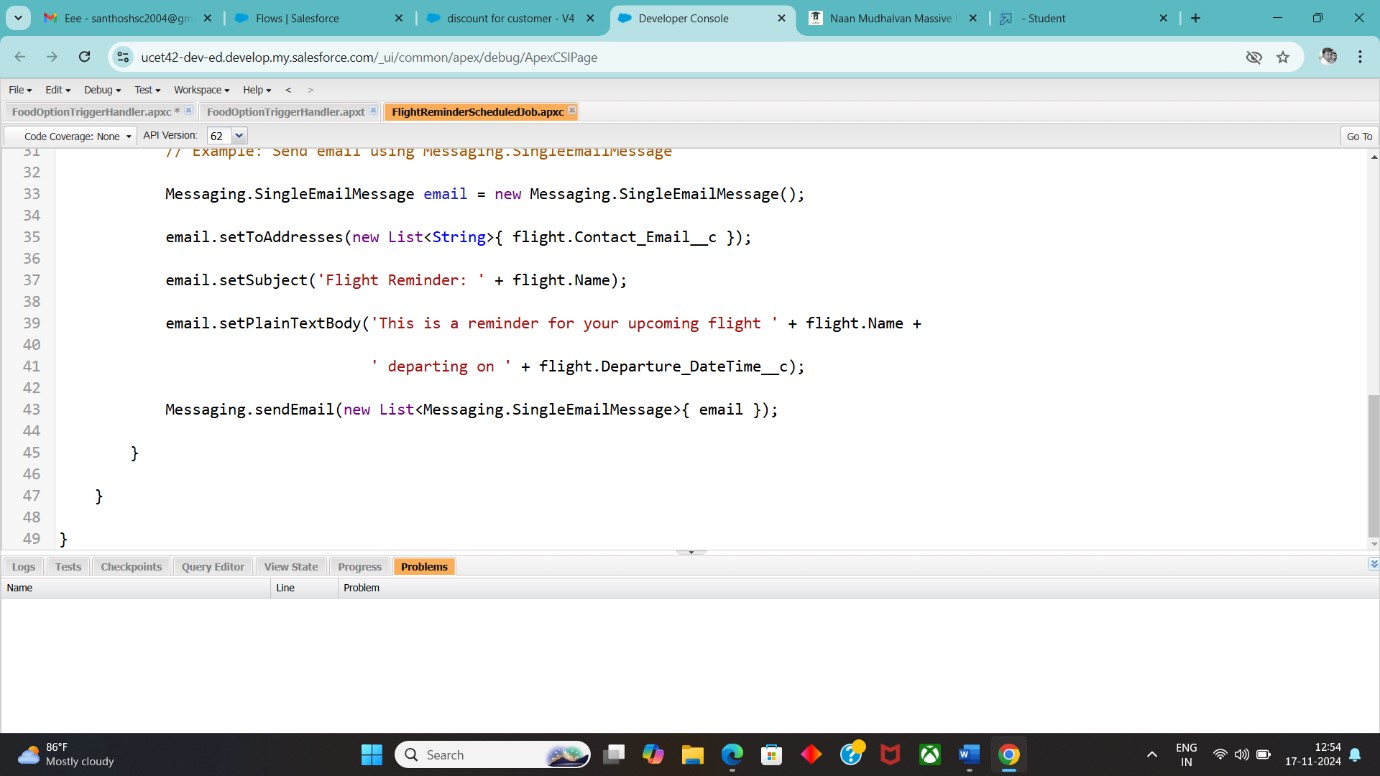 Eee - santhoshsc2004@gm
Flows | Salesforce
discount for customer - V4
Developer Console
Naan Mudhalvan Massive
- Student
ucet42-dev-ed.develop.my.salesforce.com/_ui/common/apex/debug/ApexCSIPage
File Edit Debug Test Workspace Help < >
FoodOptionTriggerHandler.apxc * FoodOptionTriggerHandler.apxt FlightReminderScheduledJob.apxc
Code Coverage: None API Version: 62 Go To
31 // Example: Send email using Messaging.SingleEmailMessage
32
33 Messaging.SingleEmailMessage email = new Messaging.SingleEmailMessage();
34
35 email.setToAddresses(new List<String>{ flight.Contact_Email__c });
36
37 email.setSubject('Flight Reminder: ' + flight.Name);
38
39 email.setPlainTextBody('This is a reminder for your upcoming flight ' + flight.Name +
40
41 ' departing on ' + flight.Departure_DateTime__c);
42
43 Messaging.sendEmail(new List<Messaging.SingleEmailMessage>{ email });
44
45 }
46
47 }
48
49 }
Logs Tests Checkpoints Query Editor View State Progress Problems
Name Line Problem
86°F
Mostly cloudy
Search
ENG
IN
12:54
17-11-2024